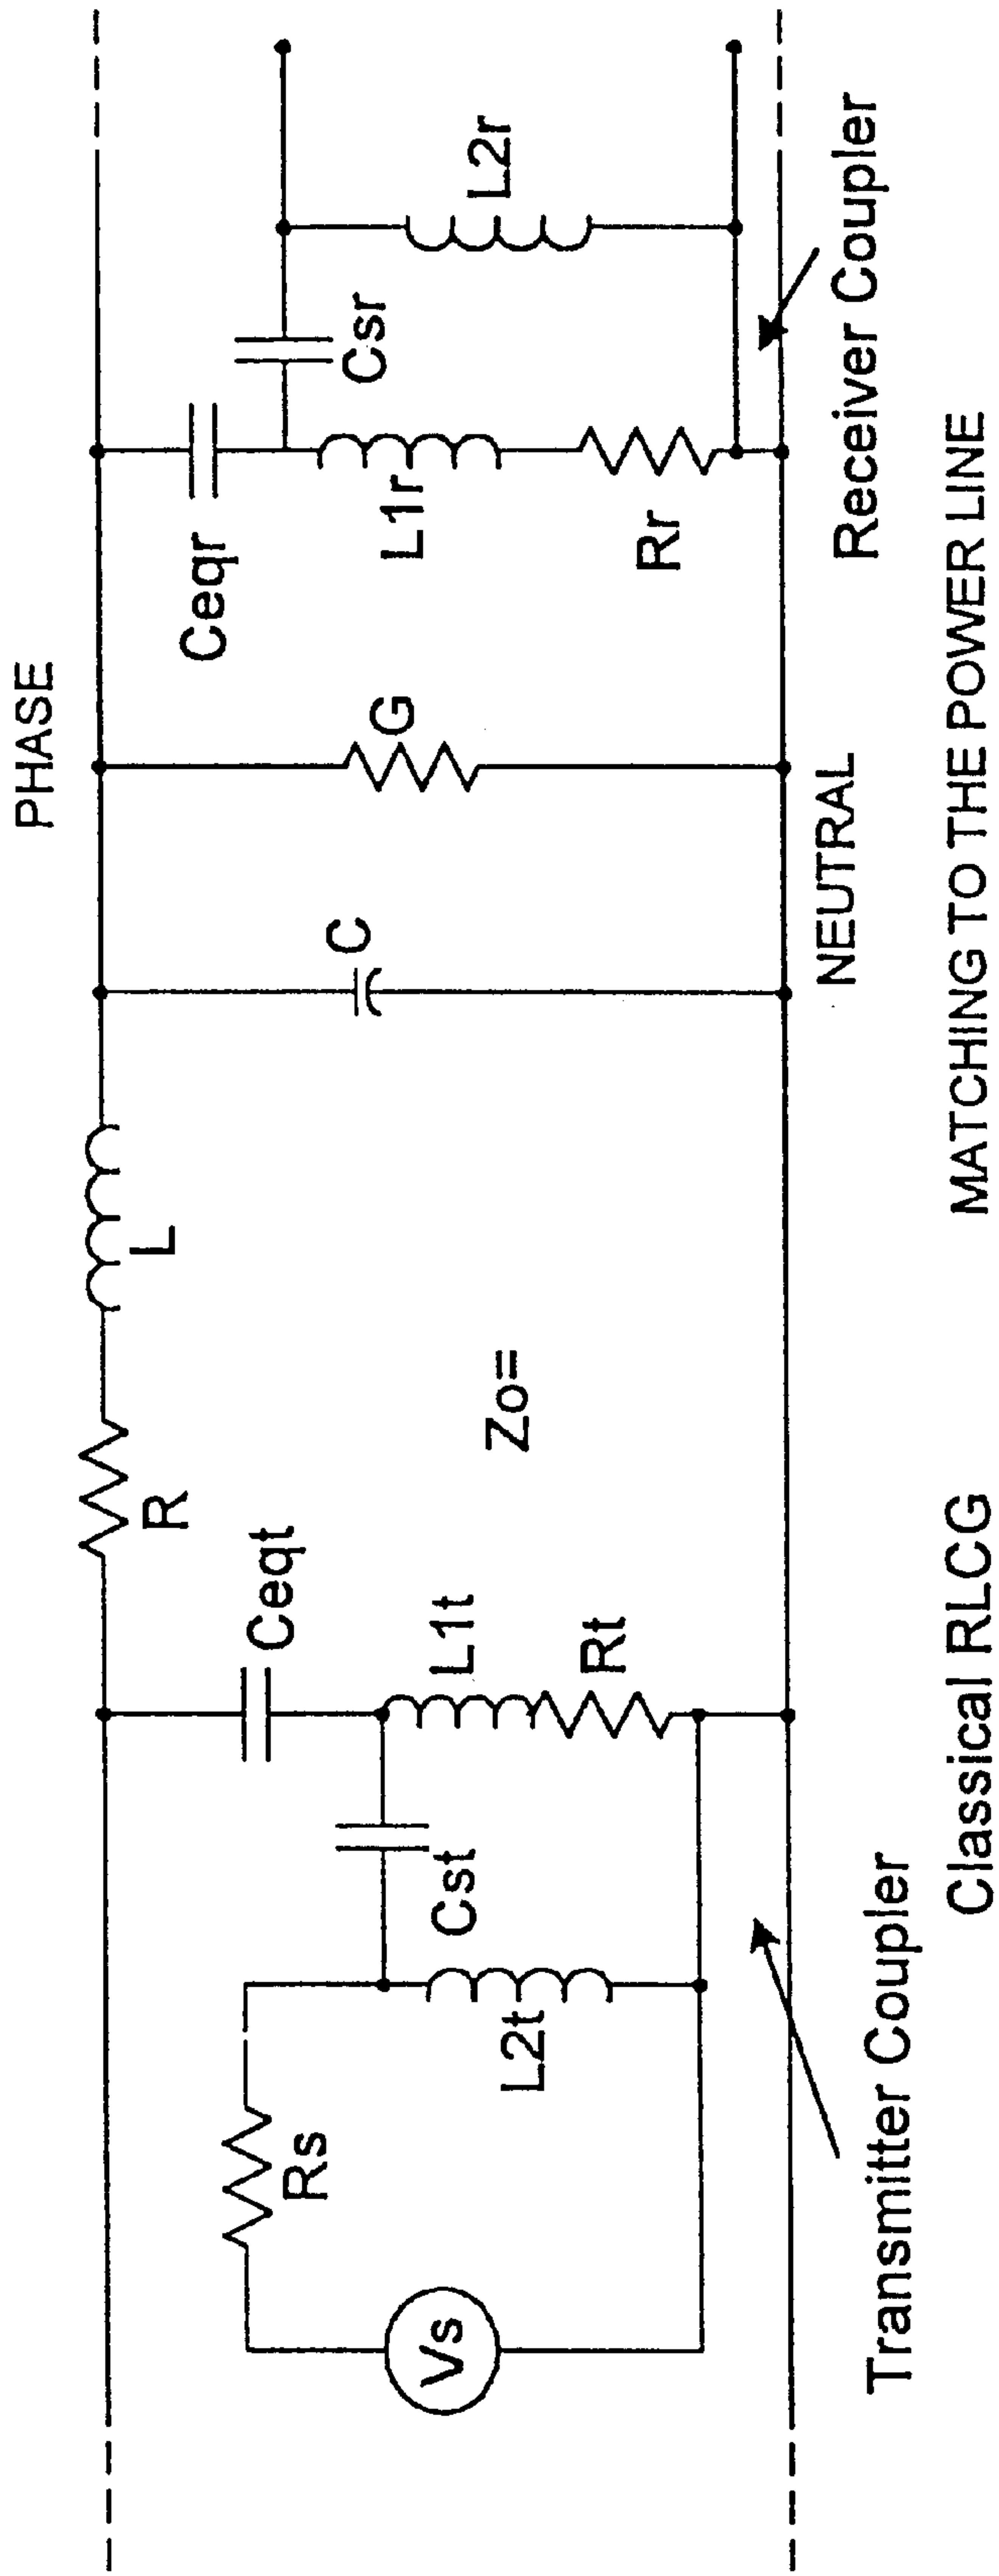 PHASE
R
L
C
G
Ceqt
Ceqr
Csr
L2r
L1r
Rr
Rs
Cst
L1t
Rt
L2t
Vs
Zo=
NEUTRAL
Transmitter Coupler
Receiver Coupler
Classical RLCG
MATCHING TO THE POWER LINE